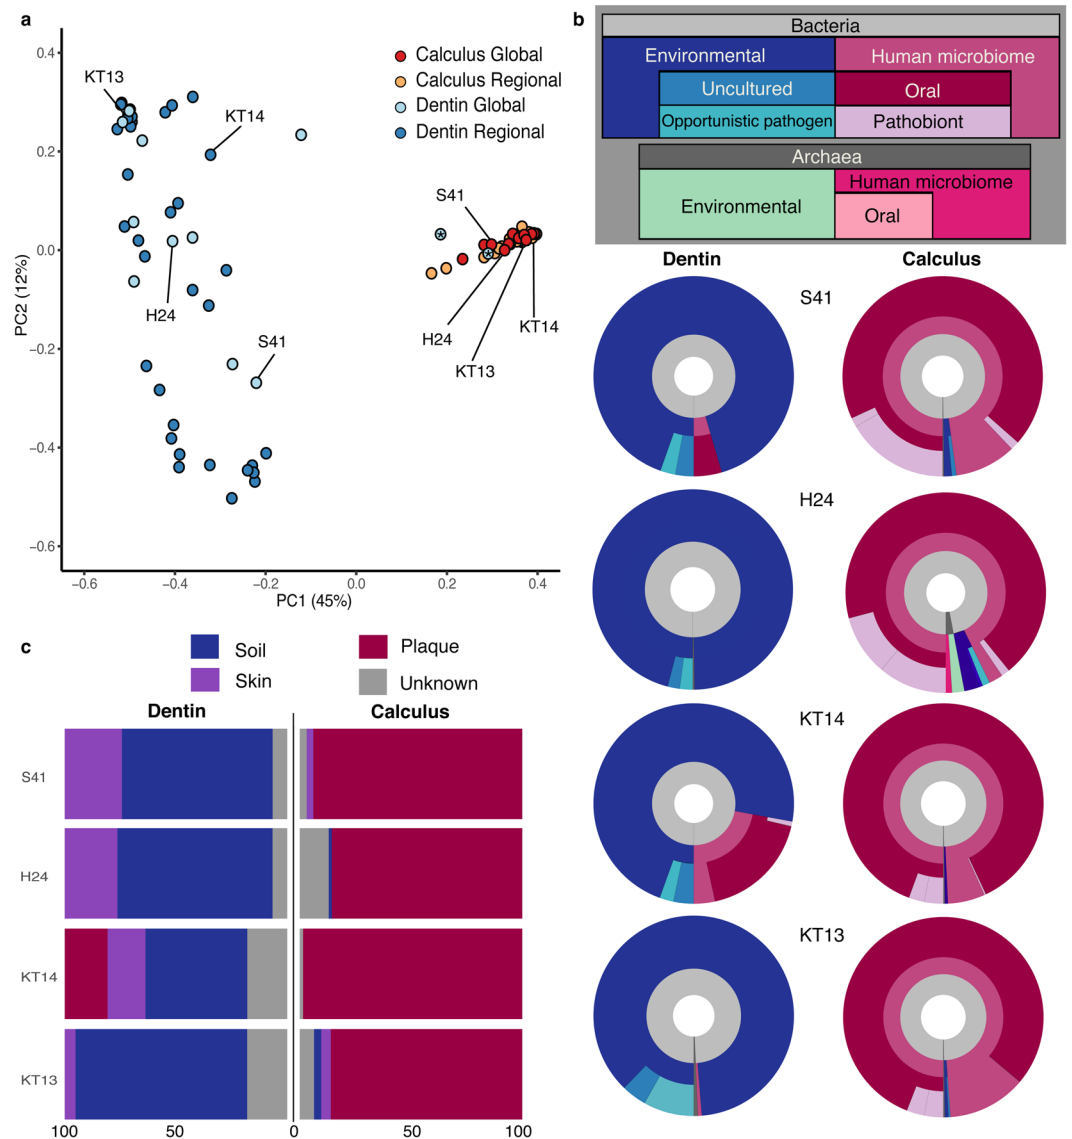 a
0.4
0.2
0.0
−0.2
−0.4
−0.6
PC2 (12%)
−0.6
−0.4
−0.2
0.0
0.2
0.4
PC1 (45%)
Calculus Global
Calculus Regional
Dentin Global
Dentin Regional
KT13
KT14
H24
S41
S41
H24
KT13
KT14
b
Bacteria
Environmental
Human microbiome
Uncultured
Oral
Opportunistic pathogen
Pathobiont
Archaea
Environmental
Human microbiome
Oral
Dentin
Calculus
S41
H24
KT14
KT13
c
Soil
Plaque
Skin
Unknown
Dentin
Calculus
S41
H24
KT14
KT13
100
50
0
50
100